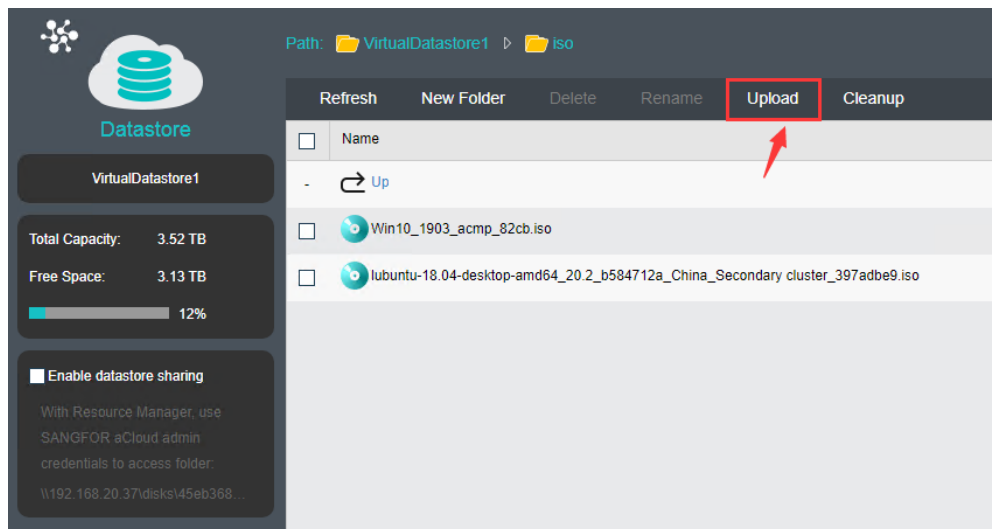 Path: VirtualDatastore1 iso
Refresh New Folder Delete Rename Upload Cleanup
Name
- Up
Win10_1903_acmp_82cb.iso
lubuntu-18.04-desktop-amd64_20.2_b584712a_China_Secondary cluster_397adbe9.iso
Datastore
VirtualDatastore1
Total Capacity: 3.52 TB
Free Space: 3.13 TB
12%
Enable datastore sharing
With Resource Manager, use
SANGFOR aCloud admin
credentials to access folder:
\\192.168.20.37\disks\45eb368...